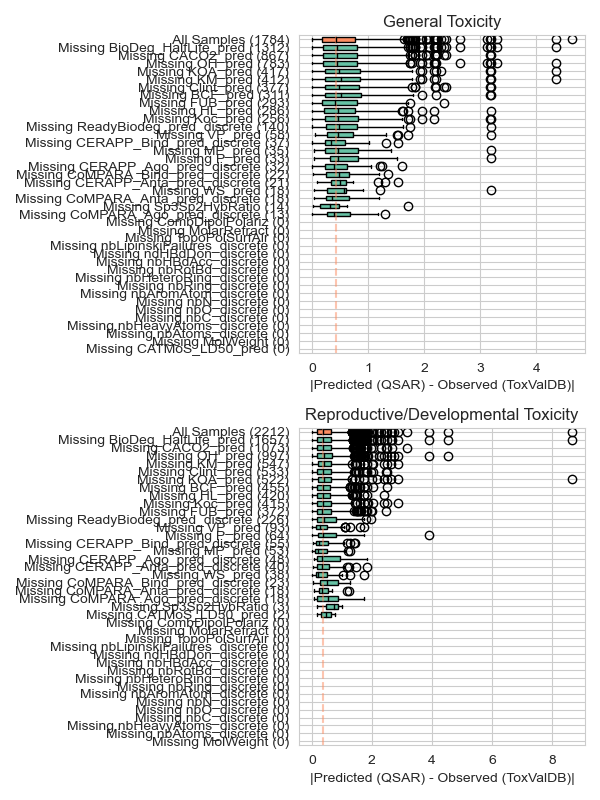 General Toxicity
All Samples (1784)
Missing BioDeg_HalfLife_pred (1312)
Missing CACO2_pred (867)
Missing OH_pred (783)
Missing KOA_pred (417)
Missing KM_pred (412)
Missing Clint_pred (377)
Missing BCF_pred (311)
Missing FUB_pred (293)
Missing HL_pred (286)
Missing Koc_pred (256)
Missing ReadyBiodeg_pred_discrete (140)
Missing VP_pred (58)
Missing CERAPP_Bind_pred_discrete (37)
Missing MP_pred (35)
Missing P_pred (33)
Missing CERAPP_Ago_pred_discrete (32)
Missing CoMPARA_Bind_pred_discrete (22)
Missing CERAPP_Anta_pred_discrete (21)
Missing WS_pred (18)
Missing CoMPARA_Anta_pred_discrete (18)
Missing Sp3Sp2HybRatio (14)
Missing CoMPARA_Ago_pred_discrete (13)
Missing CombDipolPolariz (0)
Missing MolarRefract (0)
Missing TopoPolSurfAir (0)
Missing nbLipinskiFailures_discrete (0)
Missing ndHBdDon_discrete (0)
Missing nbHBdAcc_discrete (0)
Missing nbRotBd_discrete (0)
Missing nbHeteroRing_discrete (0)
Missing nbRing_discrete (0)
Missing nbAromAtom_discrete (0)
Missing nbN_discrete (0)
Missing nbO_discrete (0)
Missing nbC_discrete (0)
Missing nbHeavyAtoms_discrete (0)
Missing nbAtoms_discrete (0)
Missing MolWeight (0)
Missing CATMoS_LD50_pred (0)
0 1 2 3 4
|Predicted (QSAR) - Observed (ToxValDB)|
Reproductive/Developmental Toxicity
All Samples (2212)
Missing BioDeg_HalfLife_pred (1657)
Missing CACO2_pred (1073)
Missing OH_pred (997)
Missing KM_pred (547)
Missing Clint_pred (533)
Missing KOA_pred (522)
Missing BCF_pred (455)
Missing HL_pred (420)
Missing Koc_pred (415)
Missing FUB_pred (372)
Missing ReadyBiodeg_pred_discrete (226)
Missing VP_pred (93)
Missing P_pred (64)
Missing CERAPP_Bind_pred_discrete (55)
Missing MP_pred (53)
Missing CERAPP_Ago_pred_discrete (48)
Missing CERAPP_Anta_pred_discrete (40)
Missing WS_pred (38)
Missing CoMPARA_Bind_pred_discrete (23)
Missing CoMPARA_Anta_pred_discrete (18)
Missing CoMPARA_Ago_pred_discrete (18)
Missing Sp3Sp2HybRatio (3)
Missing CATMoS_LD50_pred (2)
Missing CombDipolPolariz (0)
Missing MolarRefract (0)
Missing TopoPolSurfAir (0)
Missing nbLipinskiFailures_discrete (0)
Missing ndHBdDon_discrete (0)
Missing nbHBdAcc_discrete (0)
Missing nbRotBd_discrete (0)
Missing nbHeteroRing_discrete (0)
Missing nbRing_discrete (0)
Missing nbAromAtom_discrete (0)
Missing nbN_discrete (0)
Missing nbO_discrete (0)
Missing nbC_discrete (0)
Missing nbHeavyAtoms_discrete (0)
Missing nbAtoms_discrete (0)
Missing MolWeight (0)
0 2 4 6 8
|Predicted (QSAR) - Observed (ToxValDB)|